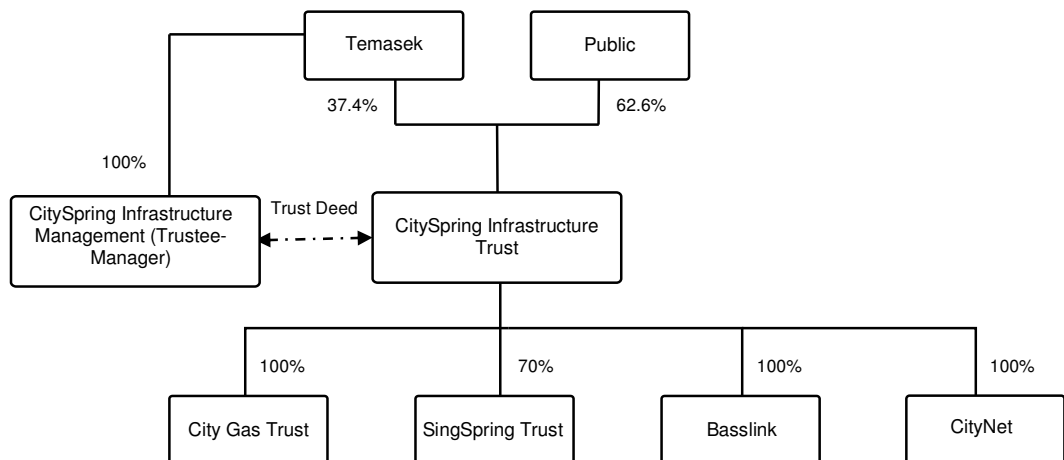 Temasek
Public
37.4%
62.6%
100%
CitySpring Infrastructure
Management (Trustee-
Manager)
Trust Deed
CitySpring Infrastructure
Trust
100%
70%
100%
100%
City Gas Trust
SingSpring Trust
Basslink
CityNet